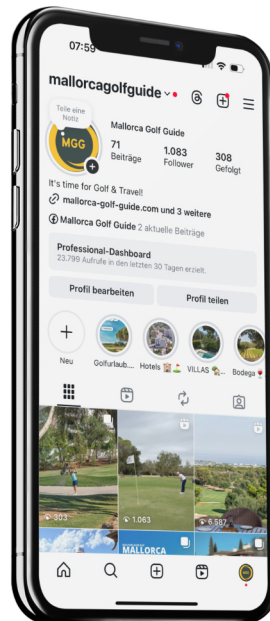 07:59
mallorcagolfguide
Teile eine
Notiz
MGG
Mallorca Golf Guide
71
Beiträge
1.083
Follower
308
Gefolgt
It's time for Golf & Travel!
mallorca-golf-guide.com und 3 weitere
Mallorca Golf Guide 2 aktuelle Beiträge
Professional-Dashboard
23.799 Aufrufe in den letzten 30 Tagen erzielt.
Profil bearbeiten
Profil teilen
Neu
Golfurlaub....
Hotels
VILLAS
Bodega
303
1.063
6.587
MALLORCA